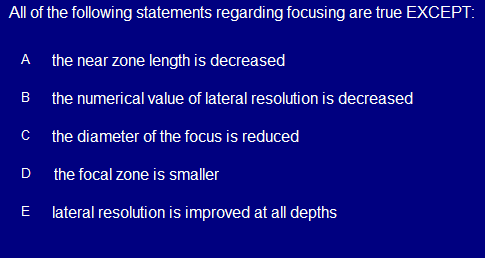 All of the following statements regarding focusing are true EXCEPT:
A the near zone length is decreased
B the numerical value of lateral resolution is decreased
C the diameter of the focus is reduced
D the focal zone is smaller
E lateral resolution is improved at all depths